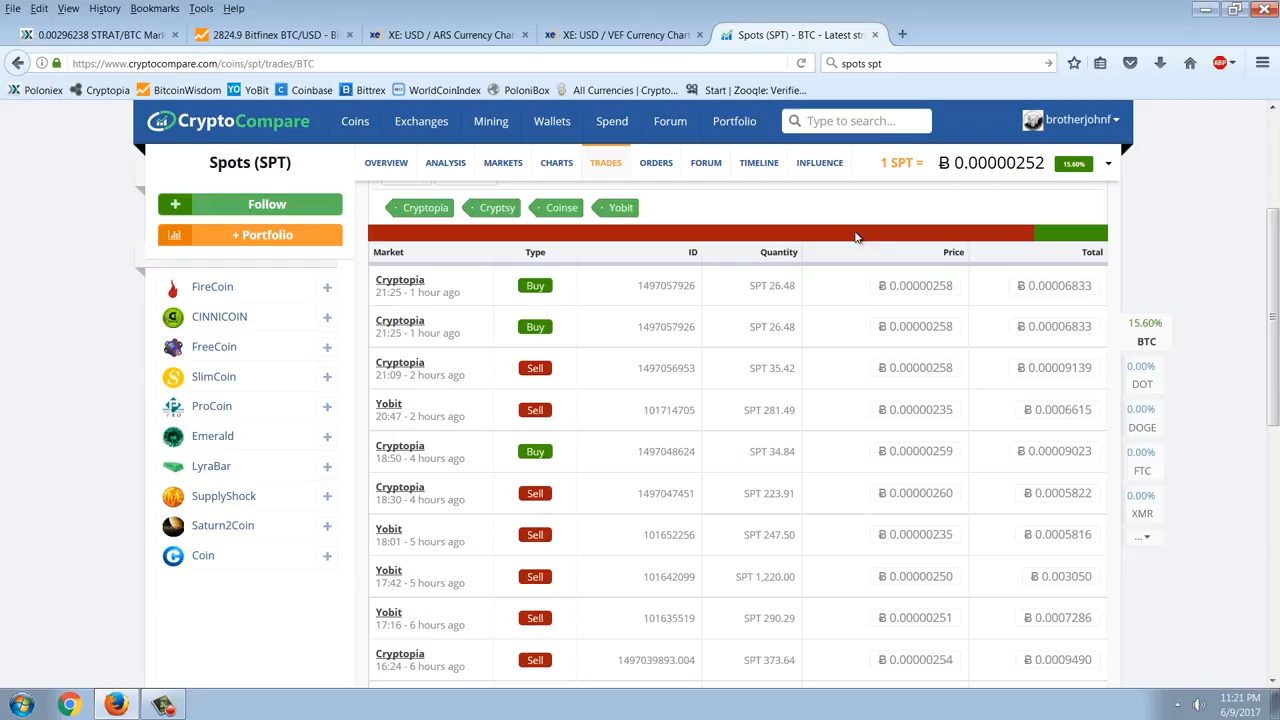 File Edit View History Bookmarks Tools Help
0.00296238 STRAT/BTC Mark
2824.9 Bitfinex BTC/USD - B
XE: USD / ARS Currency Chart
XE: USD / VEF Currency Chart
Spots (SPT) - BTC - Latest str
https://www.cryptocompare.com/coins/spt/trades/BTC
spots spt
ABP
Poloniex Cryptopia BitcoinWisdom YoBit Coinbase Bittrex WorldCoinIndex PoloniBox All Currencies | Crypto... Start | Zooqle: Verifie...
CryptoCompare Coins Exchanges Mining Wallets Spend Forum Portfolio Type to search... brotherjohnf
Spots (SPT) OVERVIEW ANALYSIS MARKETS CHARTS TRADES ORDERS FORUM TIMELINE INFLUENCE 1 SPT = Ƀ 0.00000252 15.60%
+ Follow
+ Portfolio
FireCoin +
CINNICOIN +
FreeCoin +
SlimCoin +
ProCoin +
Emerald +
LyraBar +
SupplyShock +
Saturn2Coin +
Coin +
Cryptopia Cryptsy Coinse Yobit
Market Type ID Quantity Price Total
Cryptopia
21:25 - 1 hour ago
Buy 1497057926 SPT 26.48 Ƀ 0.00000258 Ƀ 0.00006833
Cryptopia
21:25 - 1 hour ago
Buy 1497057926 SPT 26.48 Ƀ 0.00000258 Ƀ 0.00006833
Cryptopia
21:09 - 2 hours ago
Sell 1497056953 SPT 35.42 Ƀ 0.00000258 Ƀ 0.00009139
Yobit
20:47 - 2 hours ago
Sell 101714705 SPT 281.49 Ƀ 0.00000235 Ƀ 0.0006615
Cryptopia
18:50 - 4 hours ago
Buy 1497048624 SPT 34.84 Ƀ 0.00000259 Ƀ 0.00009023
Cryptopia
18:30 - 4 hours ago
Sell 1497047451 SPT 223.91 Ƀ 0.00000260 Ƀ 0.0005822
Yobit
18:01 - 5 hours ago
Sell 101652256 SPT 247.50 Ƀ 0.00000235 Ƀ 0.0005816
Yobit
17:42 - 5 hours ago
Sell 101642099 SPT 1,220.00 Ƀ 0.00000250 Ƀ 0.003050
Yobit
17:16 - 6 hours ago
Sell 101635519 SPT 290.29 Ƀ 0.00000251 Ƀ 0.0007286
Cryptopia
16:24 - 6 hours ago
Sell 1497039893.004 SPT 373.64 Ƀ 0.00000254 Ƀ 0.0009490
15.60%
BTC
0.00%
DOT
0.00%
DOGE
0.00%
FTC
0.00%
XMR
...
11:21 PM
6/9/2017